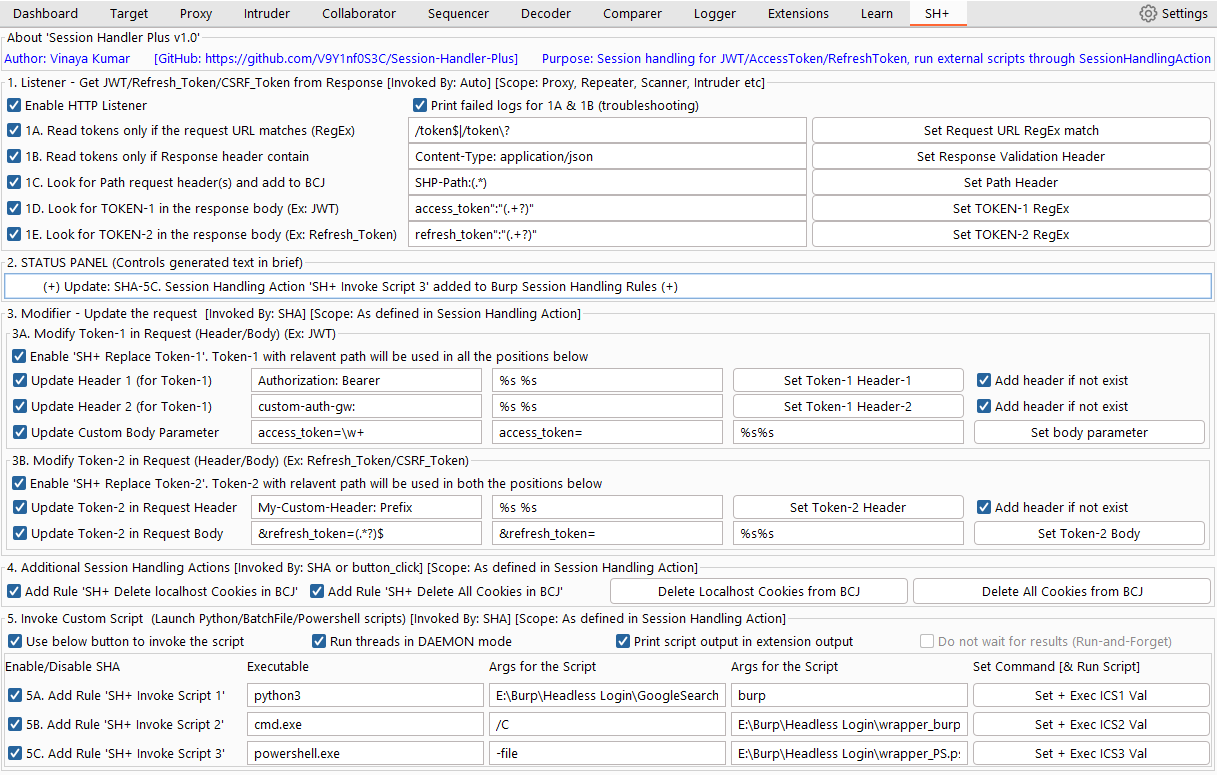 Dashboard Target Proxy Intruder Collaborator Sequencer Decoder Comparer Logger Extensions Learn SH+ Settings
About 'Session Handler Plus v1.0'
Author: Vinaya Kumar [GitHub: https://github.com/V9Y1nf0S3C/Session-Handler-Plus] Purpose: Session handling for JWT/AccessToken/RefreshToken, run external scripts through SessionHandlingAction
1. Listener - Get JWT/Refresh_Token/CSRF_Token from Response [Invoked By: Auto] [Scope: Proxy, Repeater, Scanner, Intruder etc]
Enable HTTP Listener Print failed logs for 1A & 1B (troubleshooting)
1A. Read tokens only if the request URL matches (RegEx) /token$|/token\? Set Request URL RegEx match
1B. Read tokens only if Response header contain Content-Type: application/json Set Response Validation Header
1C. Look for Path request header(s) and add to BCJ SHP-Path:(.*) Set Path Header
1D. Look for TOKEN-1 in the response body (Ex: JWT) access_token":"(.+?)" Set TOKEN-1 RegEx
1E. Look for TOKEN-2 in the response body (Ex: Refresh_Token) refresh_token":"(.+?)" Set TOKEN-2 RegEx
2. STATUS PANEL (Controls generated text in brief)
(+) Update: SHA-5C. Session Handling Action 'SH+ Invoke Script 3' added to Burp Session Handling Rules (+)
3. Modifier - Update the request [Invoked By: SHA] [Scope: As defined in Session Handling Action]
3A. Modify Token-1 in Request (Header/Body) (Ex: JWT)
Enable 'SH+ Replace Token-1'. Token-1 with relavent path will be used in all the positions below
Update Header 1 (for Token-1) Authorization: Bearer %s %s Set Token-1 Header-1 Add header if not exist
Update Header 2 (for Token-1) custom-auth-gw: %s %s Set Token-1 Header-2 Add header if not exist
Update Custom Body Parameter access_token=\w+ access_token= %s%s Set body parameter
3B. Modify Token-2 in Request (Header/Body) (Ex: Refresh_Token/CSRF_Token)
Enable 'SH+ Replace Token-2'. Token-2 with relavent path will be used in both the positions below
Update Token-2 in Request Header My-Custom-Header: Prefix %s %s Set Token-2 Header Add header if not exist
Update Token-2 in Request Body &refresh_token=(.*?)$ &refresh_token= %s%s Set Token-2 Body
4. Additional Session Handling Actions [Invoked By: SHA or button_click] [Scope: As defined in Session Handling Action]
Add Rule 'SH+ Delete localhost Cookies in BCJ' Add Rule 'SH+ Delete All Cookies in BCJ' Delete Localhost Cookies from BCJ Delete All Cookies from BCJ
5. Invoke Custom Script (Launch Python/BatchFile/Powershell scripts) [Invoked By: SHA] [Scope: As defined in Session Handling Action]
Use below button to invoke the script Run threads in DAEMON mode Print script output in extension output Do not wait for results (Run-and-Forget)
Enable/Disable SHA Executable Args for the Script Args for the Script Set Command [& Run Script]
5A. Add Rule 'SH+ Invoke Script 1' python3 E:\Burp\Headless Login\GoogleSearch burp Set + Exec ICS1 Val
5B. Add Rule 'SH+ Invoke Script 2' cmd.exe /C E:\Burp\Headless Login\wrapper_burp Set + Exec ICS2 Val
5C. Add Rule 'SH+ Invoke Script 3' powershell.exe -file E:\Burp\Headless Login\wrapper_PS.p Set + Exec ICS3 Val